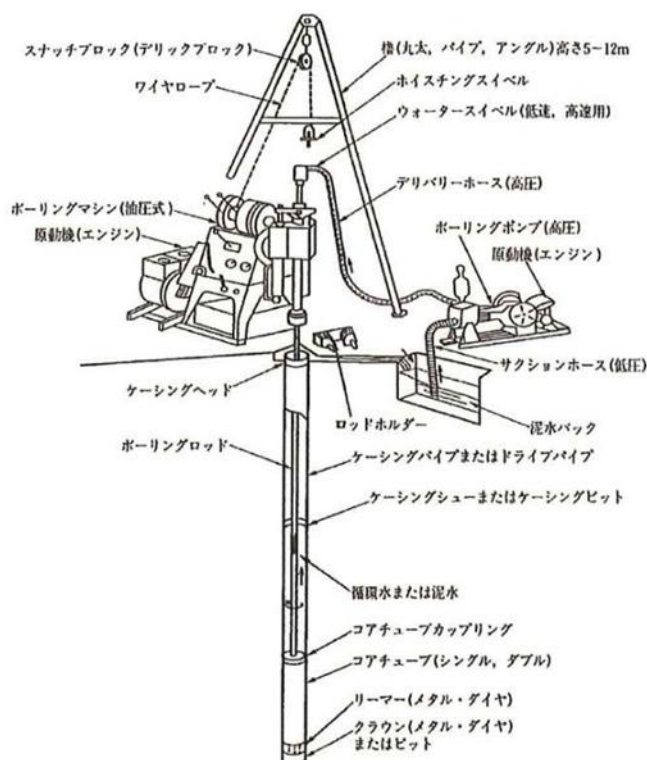 スナッチブロック(デリックブロック)
櫓(丸太，パイプ，アングル)高さ5~12m
ワイヤロープ
ホイスチングスイベル
ウォータースイベル(低速，高速用)
デリバリーホース(高圧)
ボーリングマシン(油圧式)
原動機(エンジン)
ボーリングポンプ(高圧)
原動機(エンジン)
サクションホース(低圧)
ケーシングヘッド
ロッドホルダー
泥水バック
ボーリングロッド
ケーシングパイプまたはドライブパイプ
ケーシングシューまたはケーシングビット
循環水または泥水
コアチューブカップリング
コアチューブ(シングル，ダブル)
リーマー(メタル・ダイヤ)
クラウン(メタル・ダイヤ)
またはビット